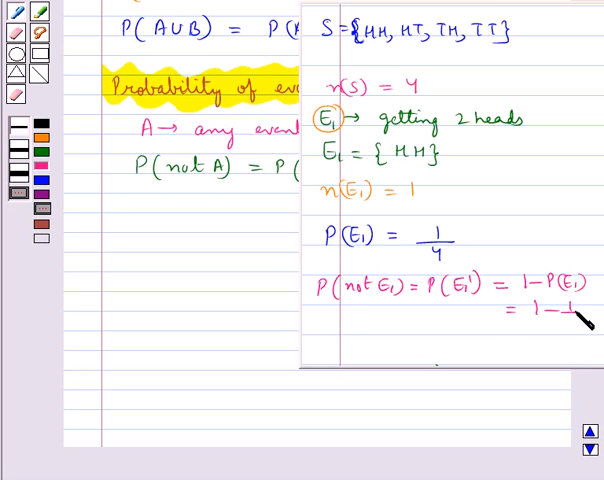 P(AUB) = P(
Probability of eve
A → any event
P(not A) = P(
S = {HH, HT, TH, TT}
n(S) = 4
E₁ → getting 2 heads
E₁ = {HH}
n(E₁) = 1
P(E₁) = 1/4
P(not E₁) = P(E₁') = 1-P(E₁)
= 1 - 1